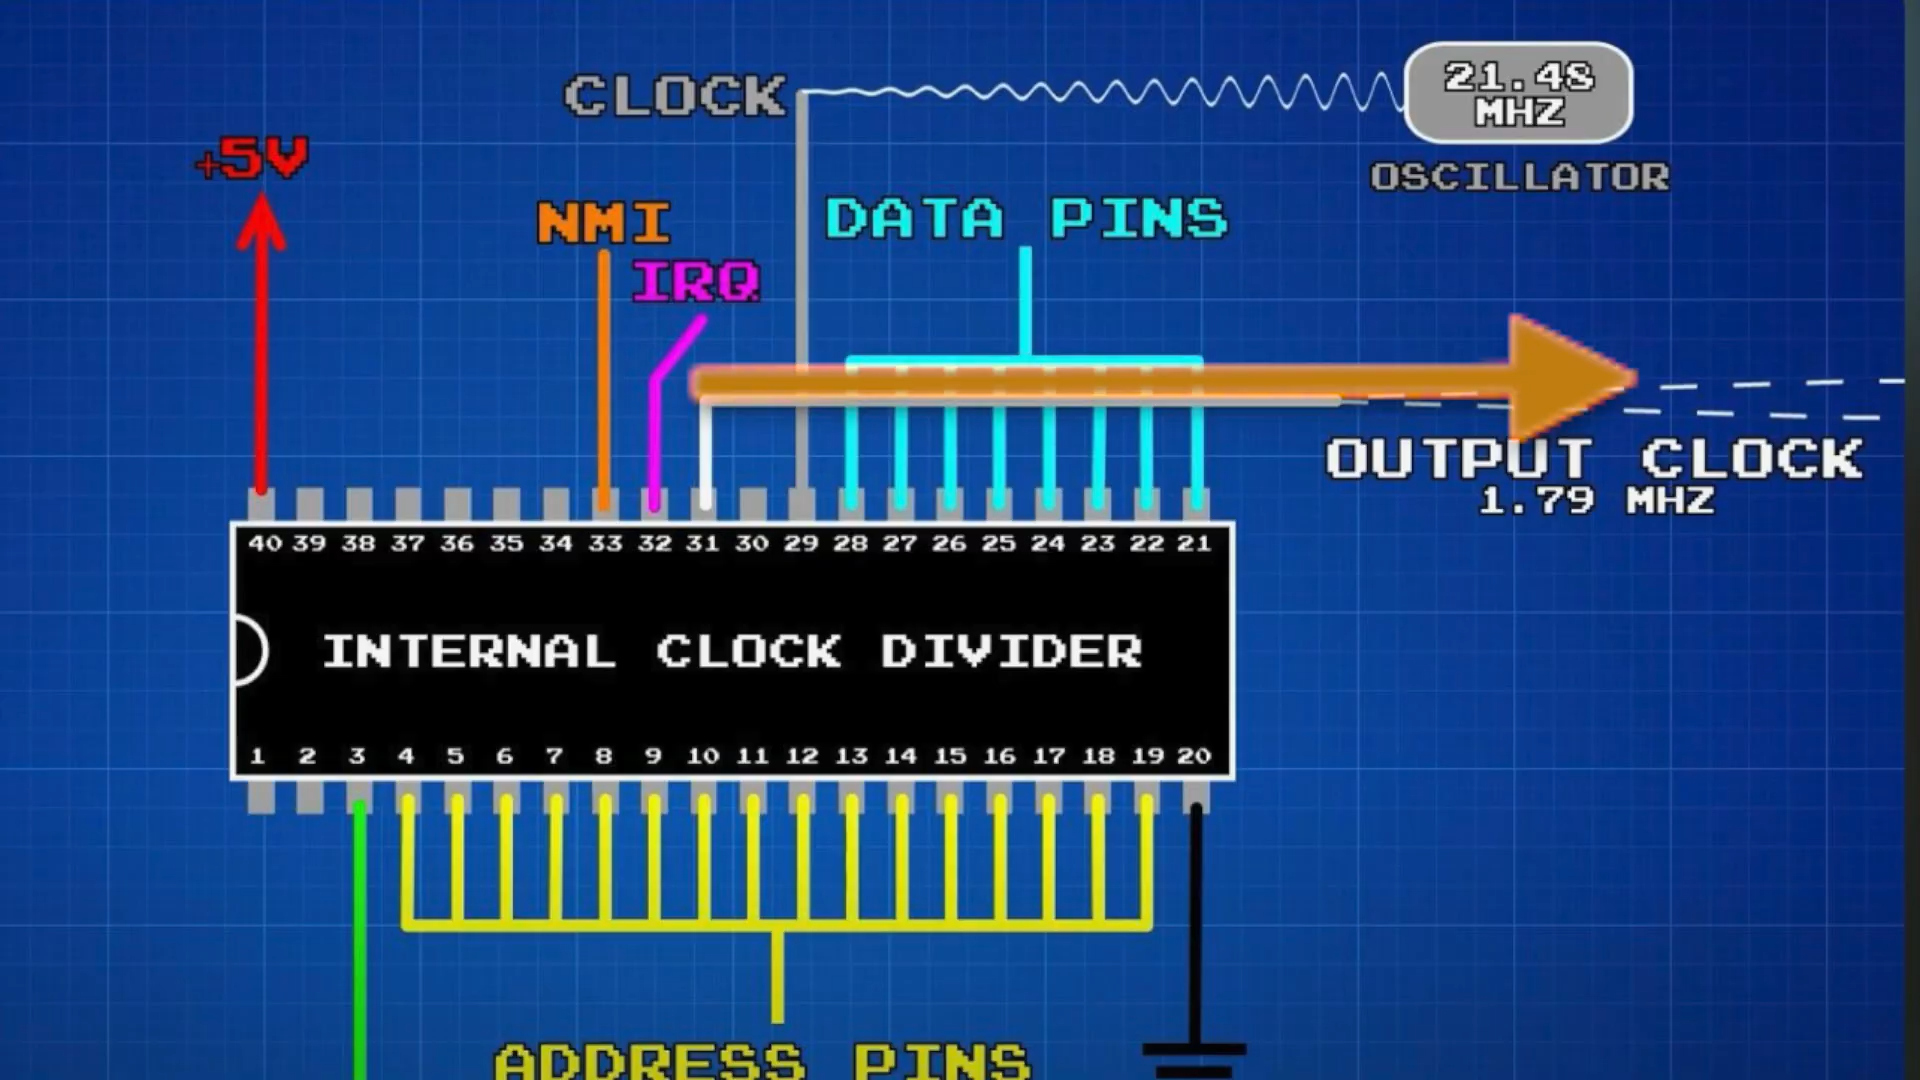 CLOCK
21.48
MHZ
OSCILLATOR
+5V
NMI
DATA PINS
IRQ
OUTPUT CLOCK
1.79 MHZ
40 39 38 37 36 35 34 33 32 31 30 29 28 27 26 25 24 23 22 21
INTERNAL CLOCK DIVIDER
1 2 3 4 5 6 7 8 9 10 11 12 13 14 15 16 17 18 19 20
ADDRESS PINS